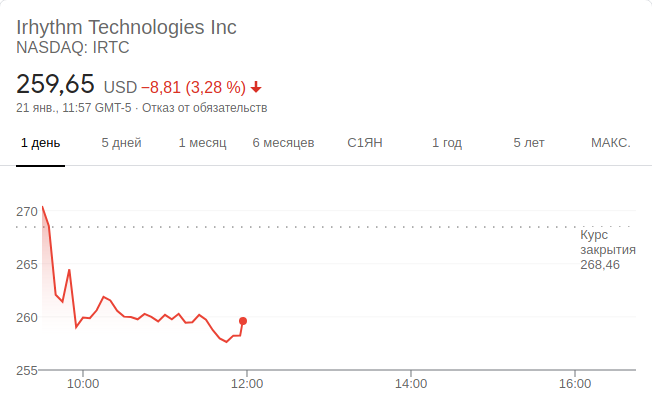 Irhythm Technologies Inc
NASDAQ: IRTC
259,65 USD −8,81 (3,28 %)
21 янв., 11:57 GMT-5 · Отказ от обязательств
1 день 5 дней 1 месяц 6 месяцев С1ЯН 1 год 5 лет МАКС.
270
Курс
закрытия
268,46
265
260
255
10:00 12:00 14:00 16:00